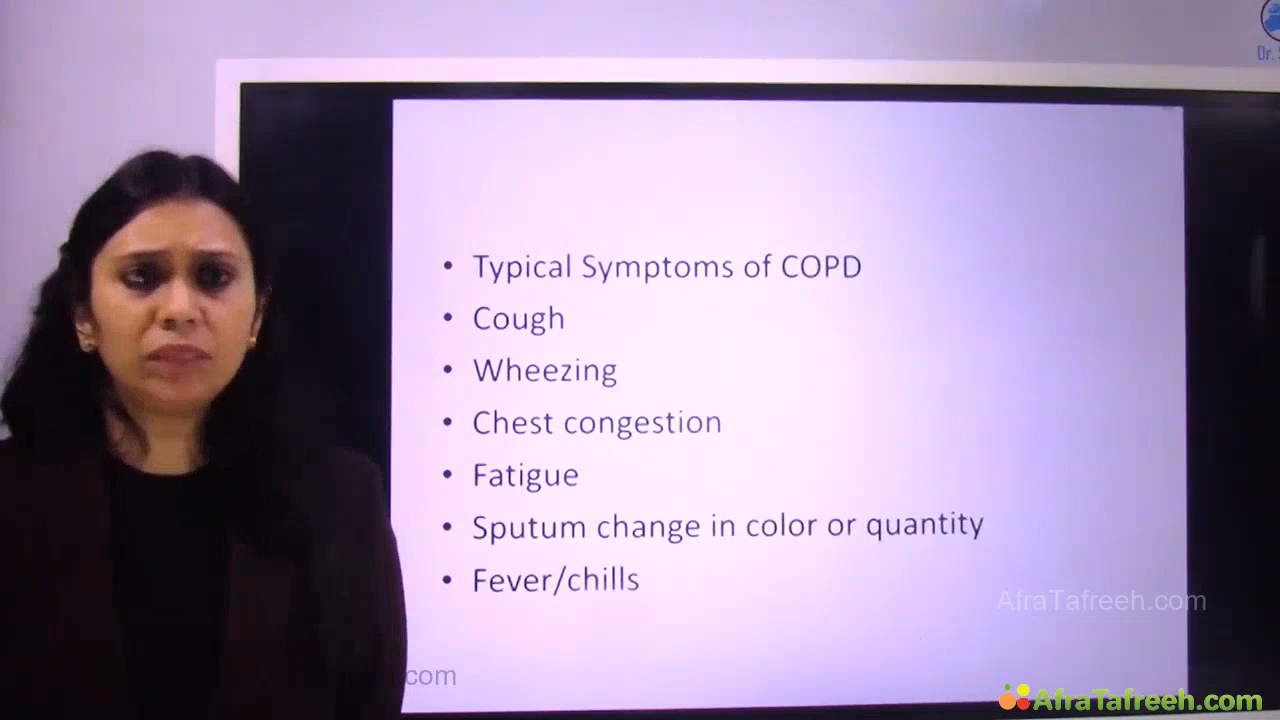 Dr.
• Typical Symptoms of COPD
• Cough
• Wheezing
• Chest congestion
• Fatigue
• Sputum change in color or quantity
• Fever/chills
AfraTafreeh.com
.com
AfraTafreeh.com